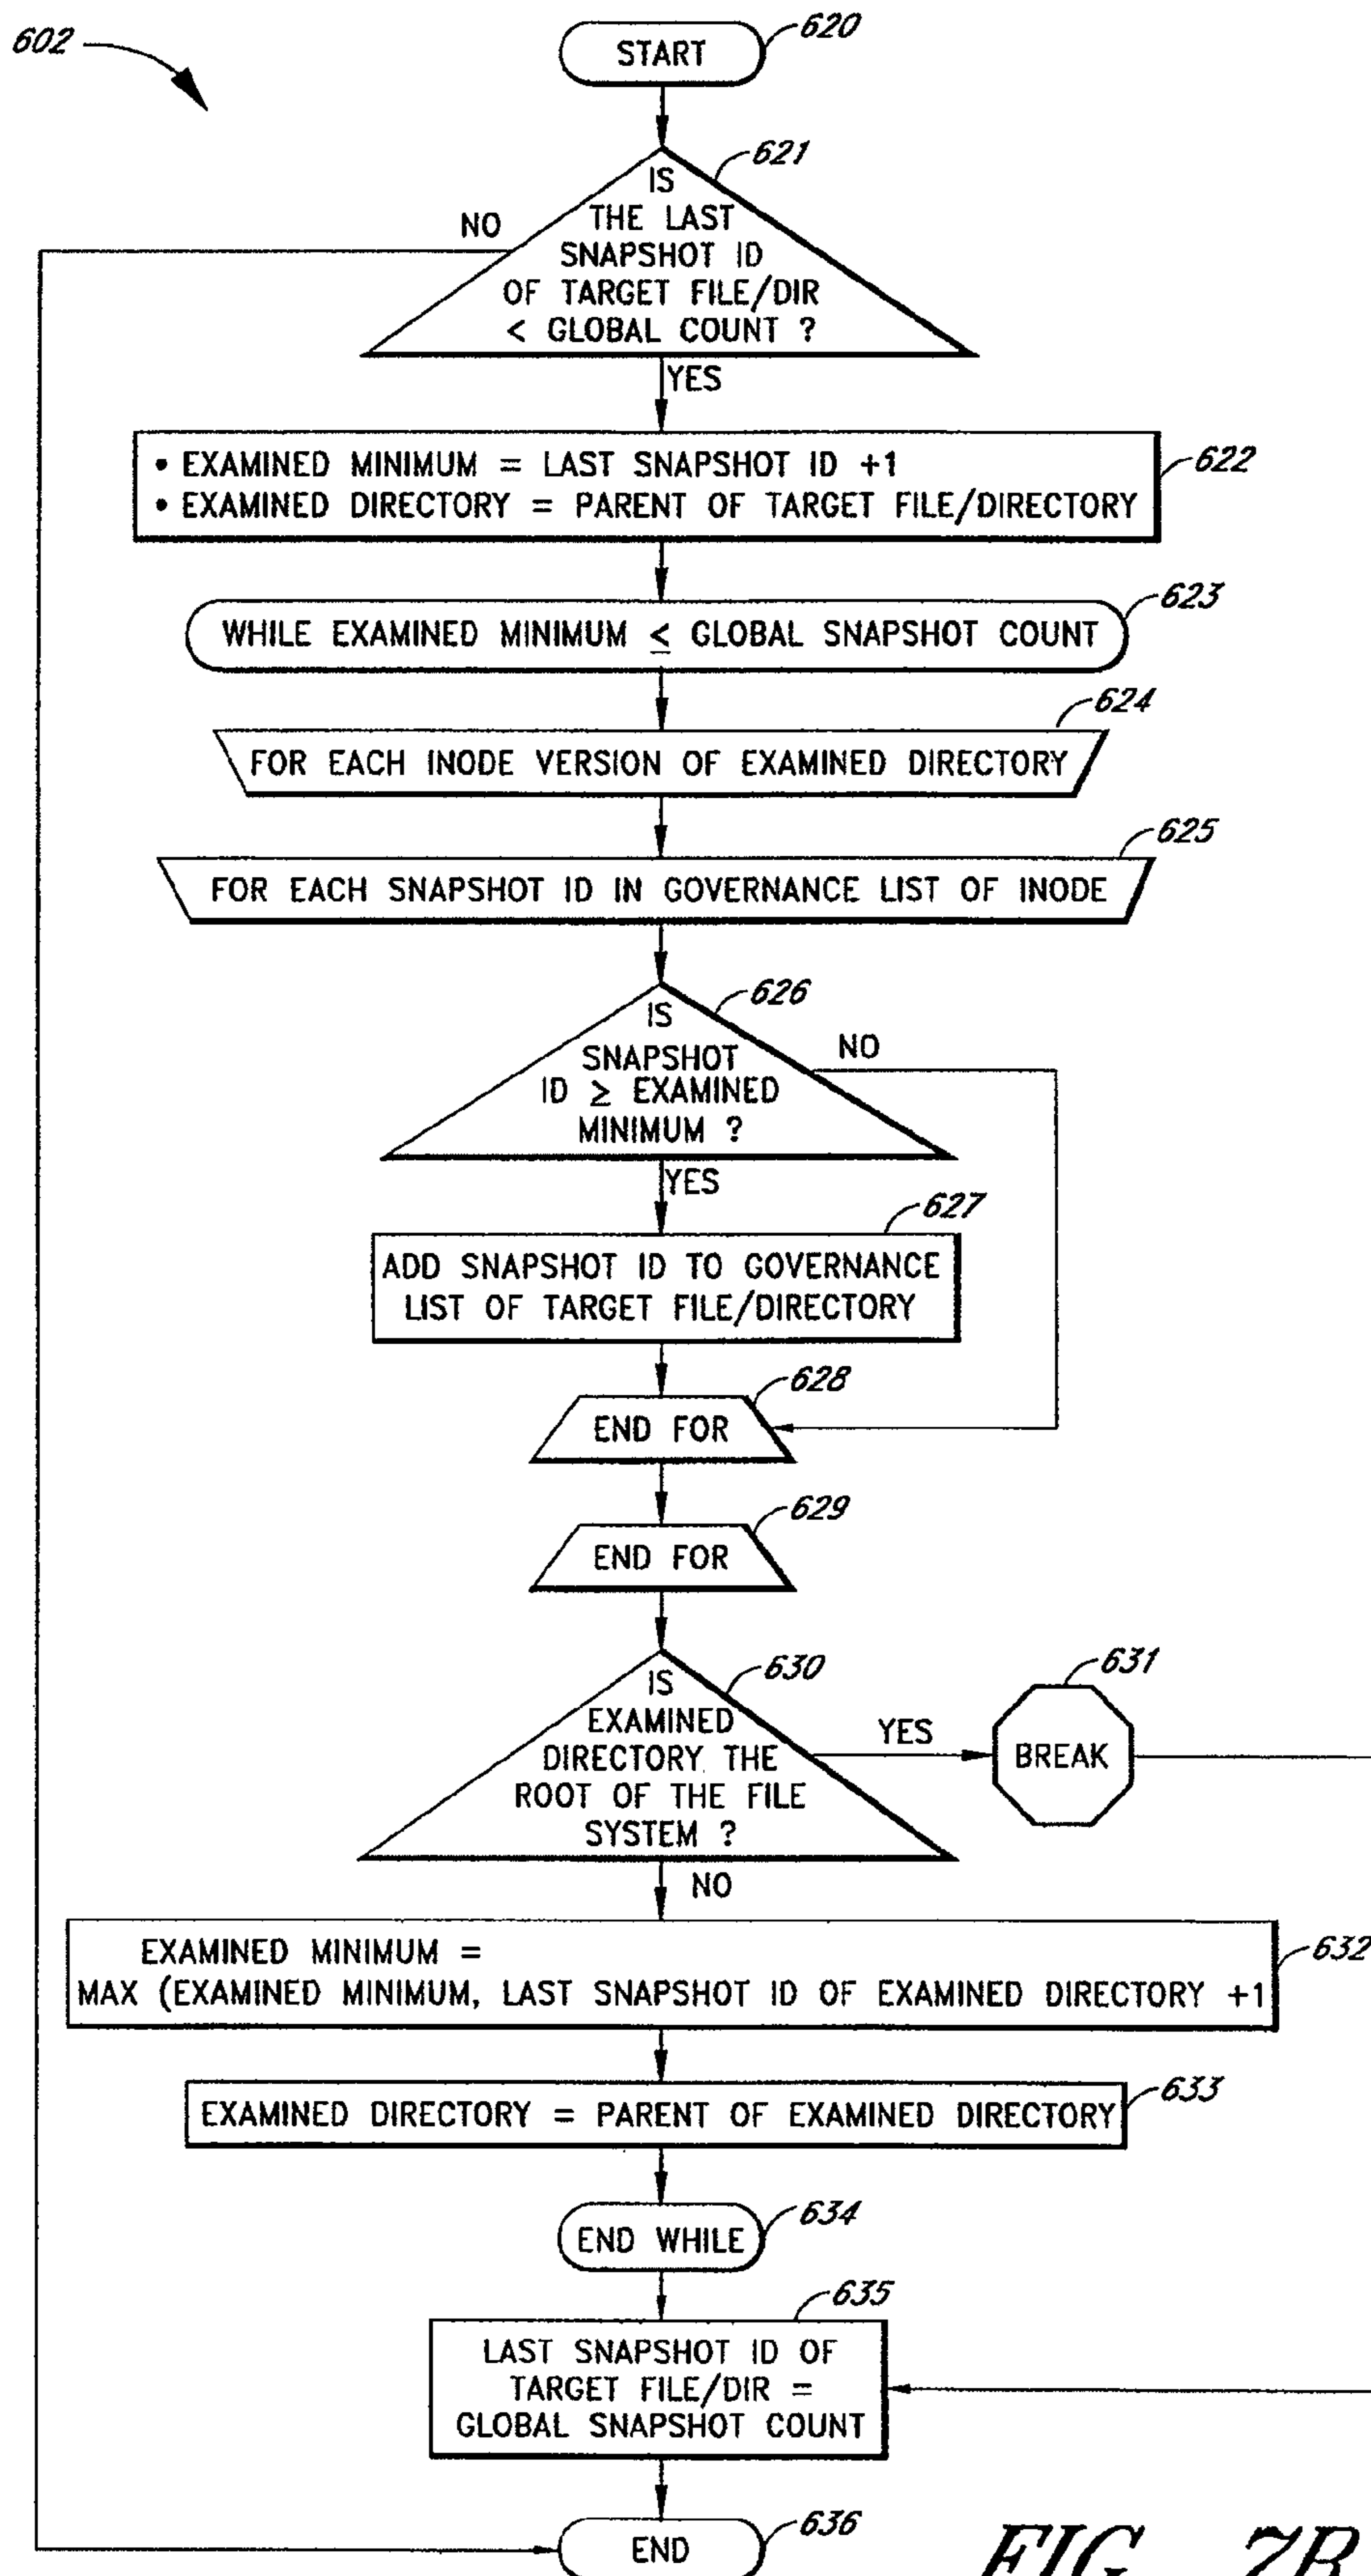 602
START
620
IS
THE LAST
SNAPSHOT ID
OF TARGET FILE/DIR
< GLOBAL COUNT ?
621
NO
YES
• EXAMINED MINIMUM = LAST SNAPSHOT ID +1
• EXAMINED DIRECTORY = PARENT OF TARGET FILE/DIRECTORY
622
WHILE EXAMINED MINIMUM ≤ GLOBAL SNAPSHOT COUNT
623
FOR EACH INODE VERSION OF EXAMINED DIRECTORY
624
FOR EACH SNAPSHOT ID IN GOVERNANCE LIST OF INODE
625
IS
SNAPSHOT
ID ≥ EXAMINED
MINIMUM ?
626
NO
YES
ADD SNAPSHOT ID TO GOVERNANCE
LIST OF TARGET FILE/DIRECTORY
627
END FOR
628
END FOR
629
IS
EXAMINED
DIRECTORY THE
ROOT OF THE FILE
SYSTEM ?
630
YES
BREAK
631
NO
EXAMINED MINIMUM =
MAX (EXAMINED MINIMUM, LAST SNAPSHOT ID OF EXAMINED DIRECTORY +1
632
EXAMINED DIRECTORY = PARENT OF EXAMINED DIRECTORY
633
END WHILE
634
LAST SNAPSHOT ID OF
TARGET FILE/DIR =
GLOBAL SNAPSHOT COUNT
635
END
636
FIG. 7B